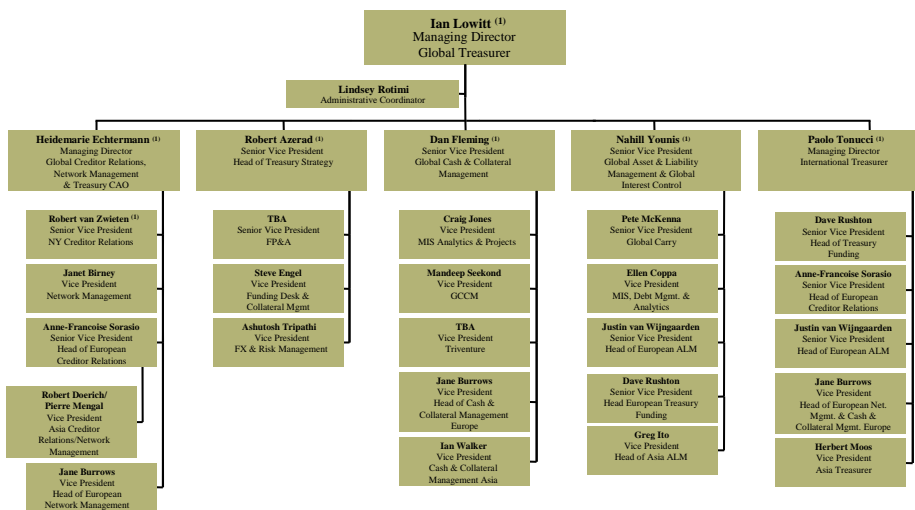 Ian Lowitt (1)
Managing Director
Global Treasurer
Lindsey Rotimi
Administrative Coordinator
Heidemarie Echtermann (1)
Managing Director
Global Creditor Relations,
Network Management
& Treasury CAO
Robert van Zwieten (1)
Senior Vice President
NY Creditor Relations
Janet Birney
Vice President
Network Management
Anne-Francoise Sorasio
Senior Vice President
Head of European
Creditor Relations
Robert Doerich/
Pierre Mengal
Vice President
Asia Creditor
Relations/Network
Management
Jane Burrows
Vice President
Head of European
Network Management
Robert Azerad (1)
Senior Vice President
Head of Treasury Strategy
TBA
Senior Vice President
FP&A
Steve Engel
Vice President
Funding Desk &
Collateral Mgmt
Ashutosh Tripathi
Vice President
FX & Risk Management
Dan Fleming (1)
Senior Vice President
Global Cash & Collateral
Management
Craig Jones
Vice President
MIS Analytics & Projects
Mandeep Seekond
Vice President
GCCM
TBA
Vice President
Triventure
Jane Burrows
Vice President
Head of Cash &
Collateral Management
Europe
Ian Walker
Vice President
Cash & Collateral
Management Asia
Nahill Younis (1)
Senior Vice President
Global Asset & Liability
Management & Global
Interest Control
Pete McKenna
Senior Vice President
Global Carry
Ellen Coppa
Vice President
MIS, Debt Mgmt. &
Analytics
Justin van Wijngaarden
Senior Vice President
Head of European ALM
Dave Rushton
Senior Vice President
Head European Treasury
Funding
Greg Ito
Vice President
Head of Asia ALM
Paolo Tonucci (1)
Managing Director
International Treasurer
Dave Rushton
Senior Vice President
Head of Treasury
Funding
Anne-Francoise Sorasio
Senior Vice President
Head of European
Creditor Relations
Justin van Wijngaarden
Senior Vice President
Head of European ALM
Jane Burrows
Vice President
Head of European Net.
Mgmt. & Cash &
Collateral Mgmt. Europe
Herbert Moos
Vice President
Asia Treasurer